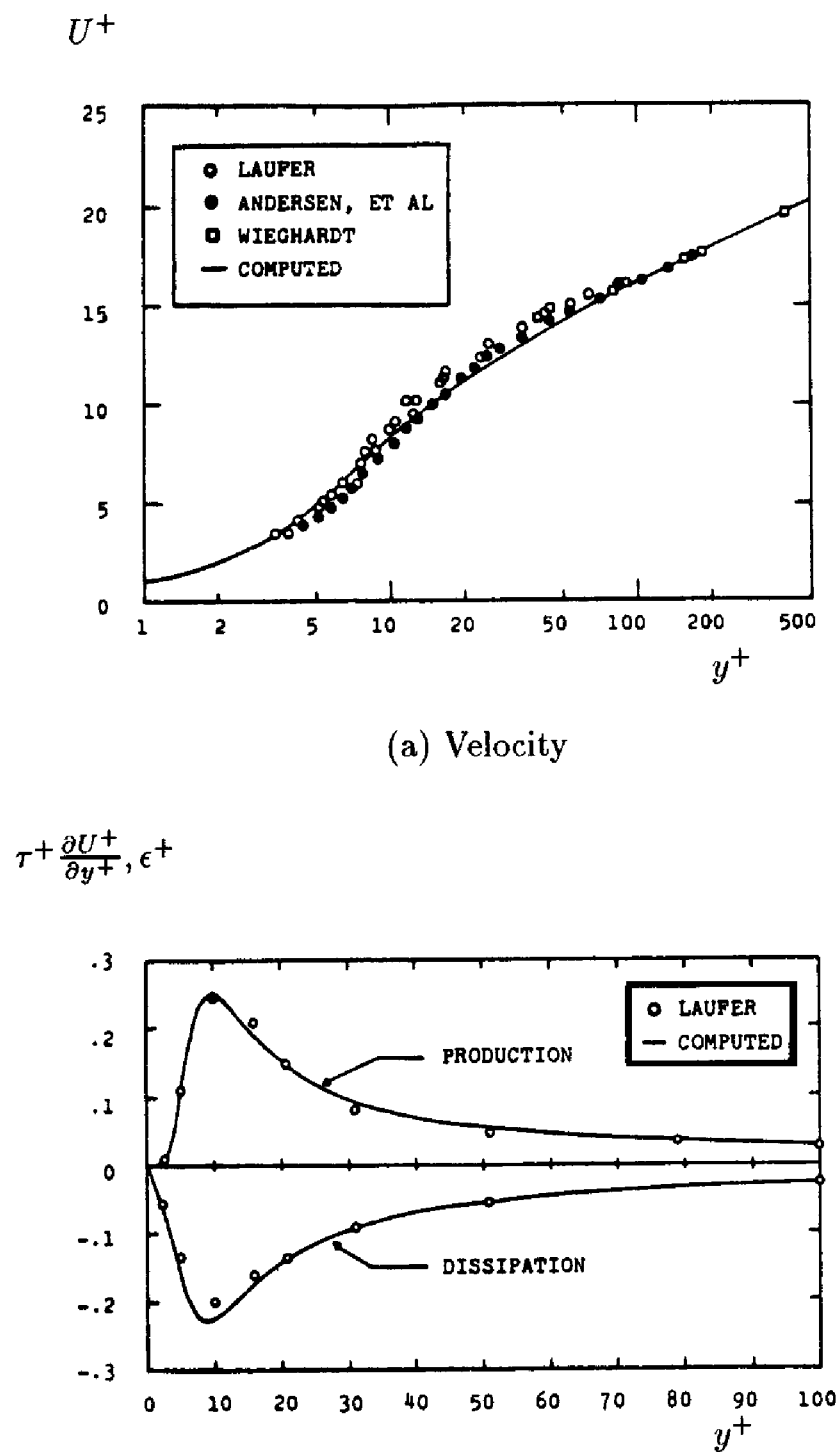 U+
25
20
15
10
5
0
LAUFER
ANDERSEN, ET AL
WIEGHARDT
COMPUTED
1 2 5 10 20 50 100 200 500
y+
(a) Velocity
τ+ ∂U+/∂y+, ϵ+
.3
.2
.1
0
-.1
-.2
-.3
LAUFER
COMPUTED
PRODUCTION
DISSIPATION
0 10 20 30 40 50 60 70 80 90 100
y+